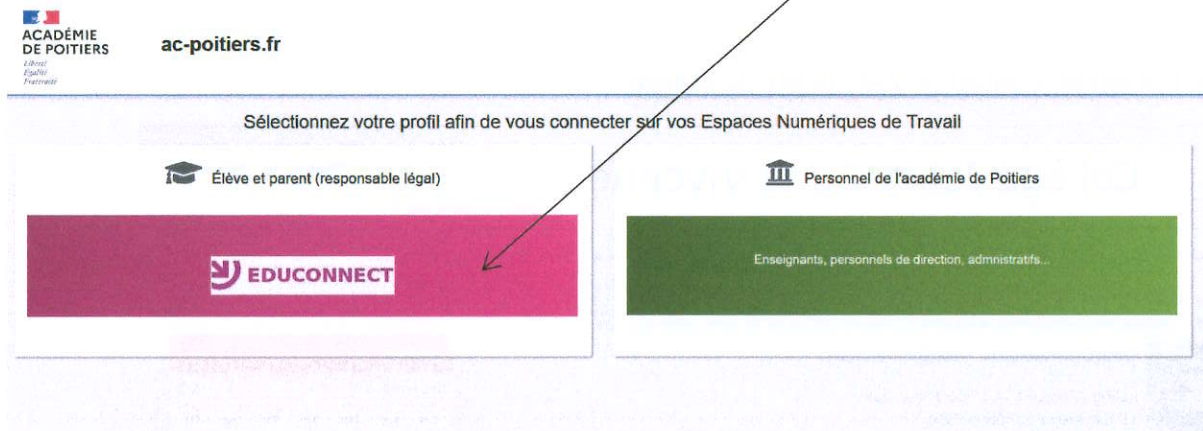 ACADÉMIE
DE POITIERS
Liberté
Égalité
Fraternité
ac-poitiers.fr
Sélectionnez votre profil afin de vous connecter sur vos Espaces Numériques de Travail
Élève et parent (responsable légal)
EDUCONNECT
Personnel de l'académie de Poitiers
Enseignants, personnels de direction, admnistratifs...